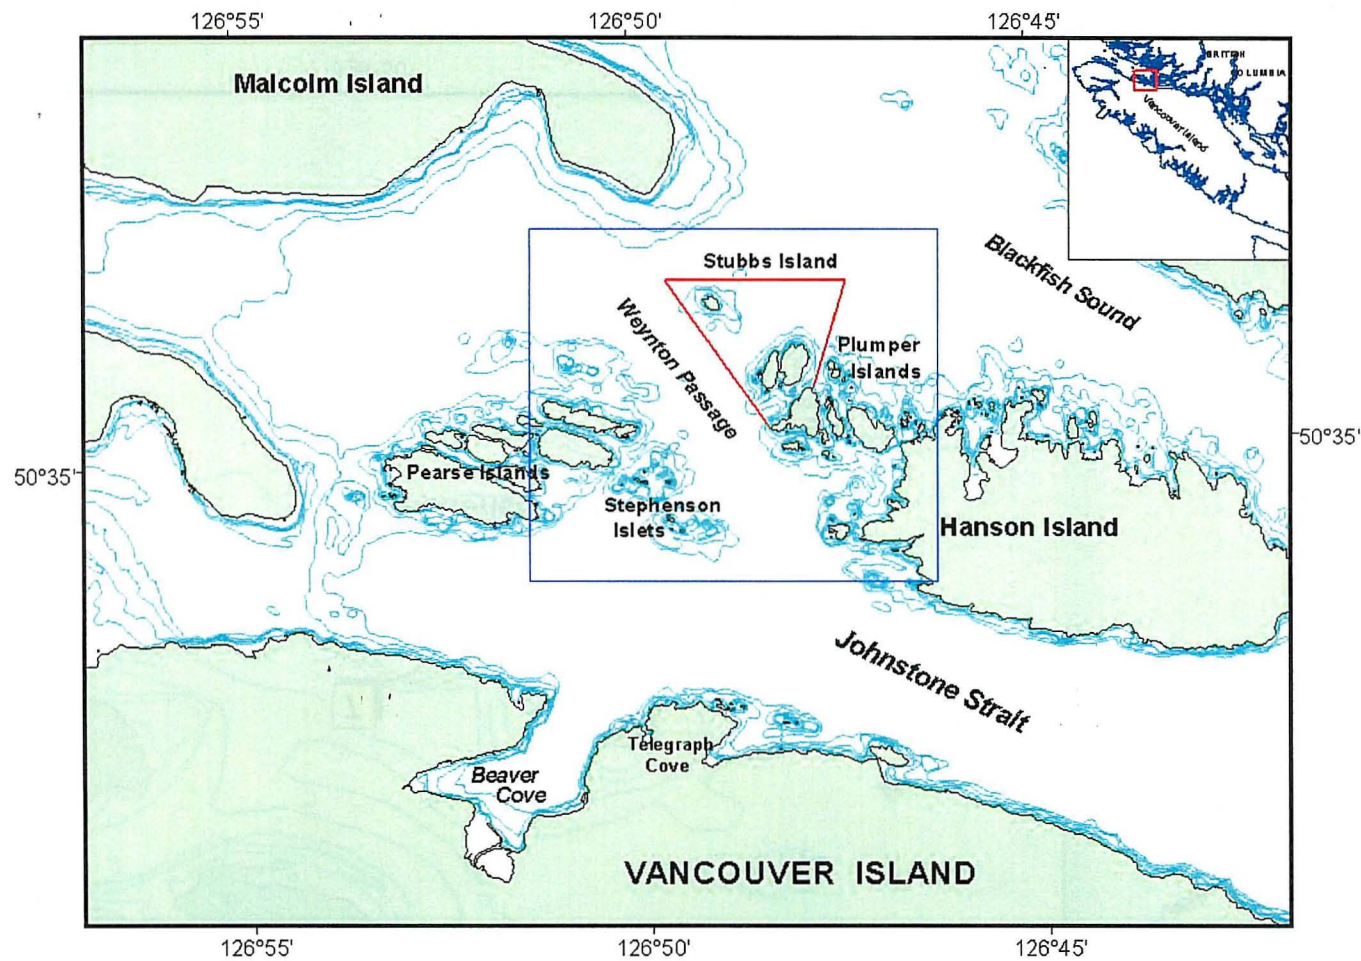 126°55' 126°50' 126°45'
Malcolm Island
BRITISH
COLUMBIA
Vancouver Island
Stubbs Island
Blackfish Sound
Weynton Passage
Plumper
Islands
50°35'
50°35'
Pearse Islands
Stephenson
Islets
Hanson Island
Johnstone Strait
Telegraph
Cove
Beaver
Cove
VANCOUVER ISLAND
126°55' 126°50' 126°45'